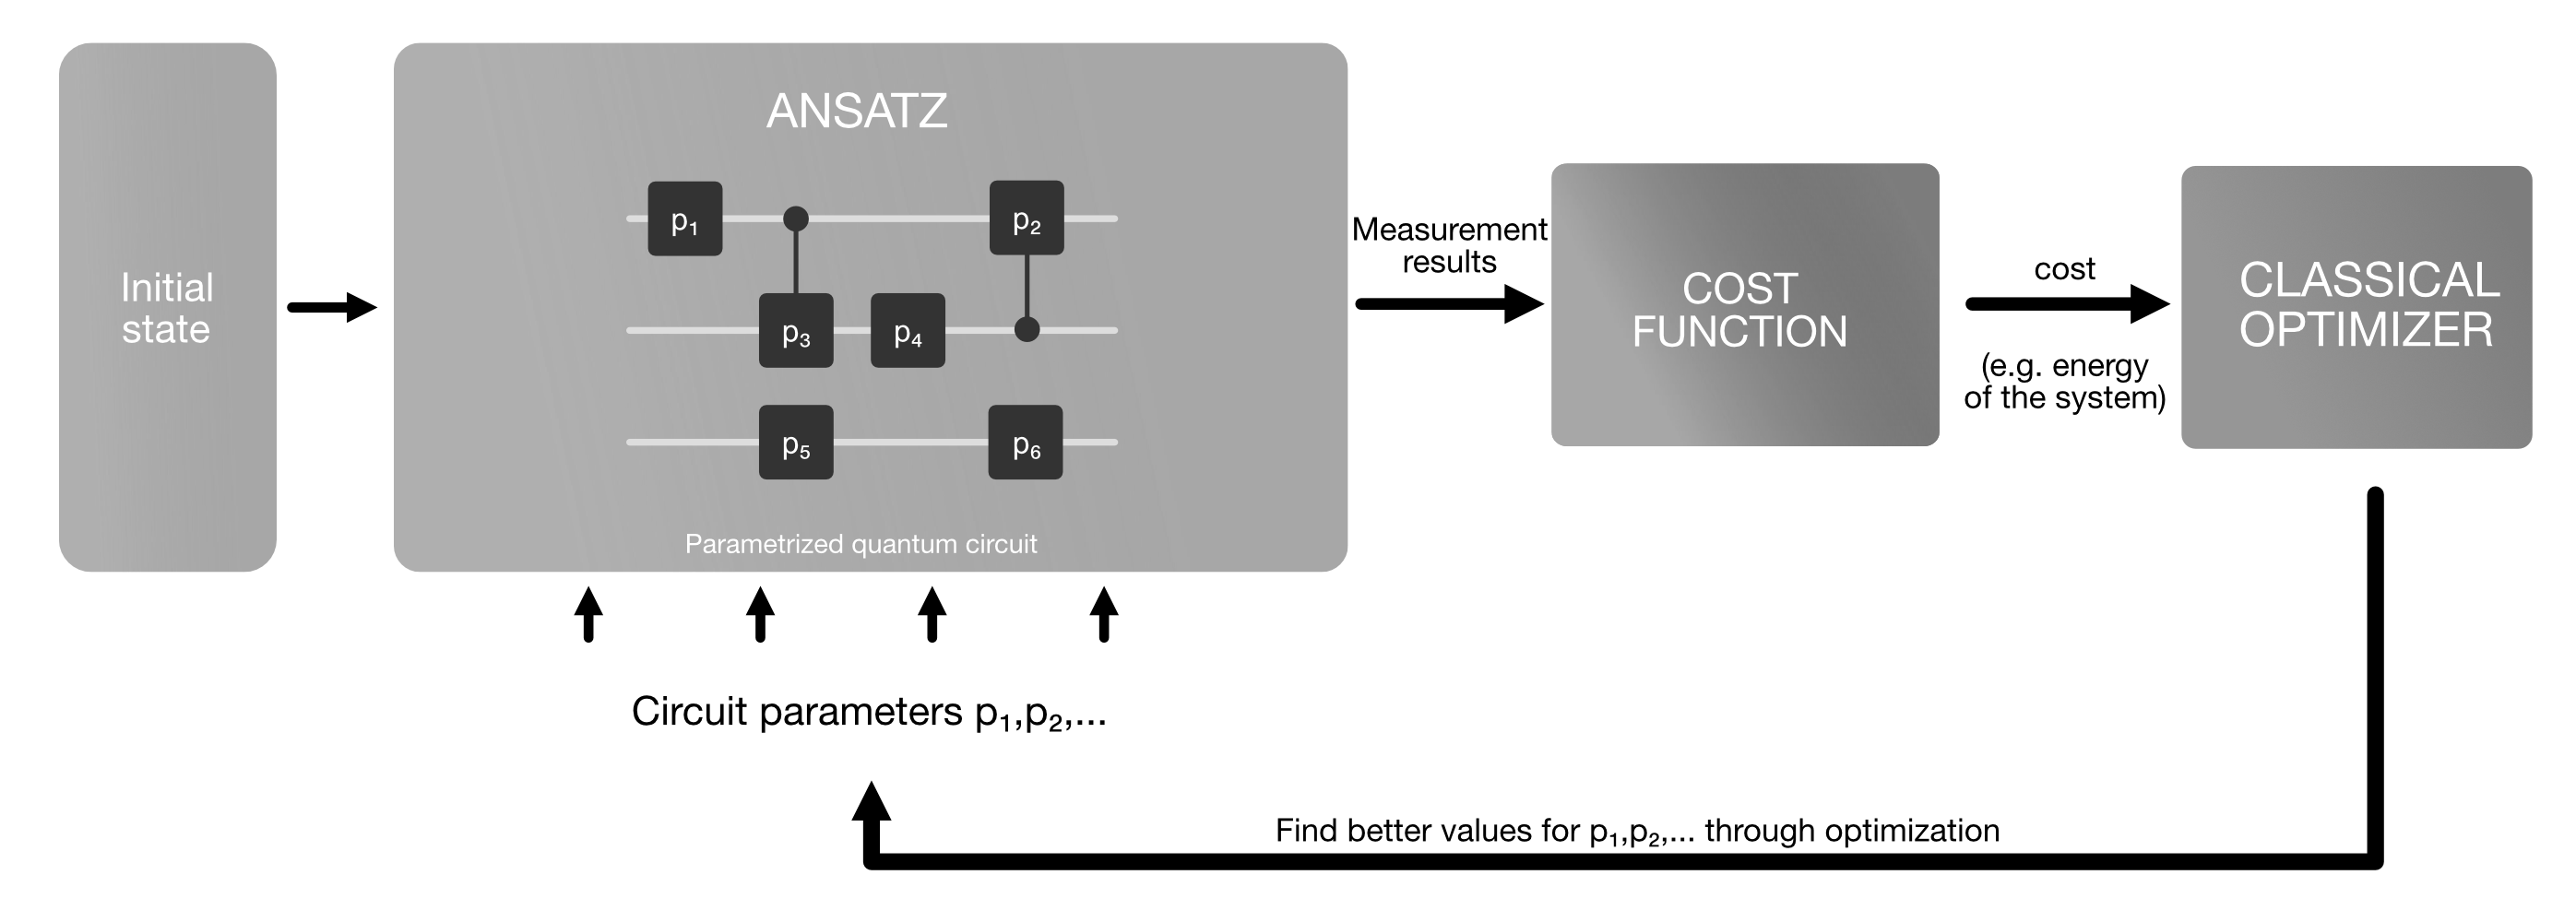 Initial
state
ANSATZ
p₁
p₂
p₃
p₄
p₅
p₆
Parametrized quantum circuit
Measurement
results
COST
FUNCTION
cost
(e.g. energy
of the system)
CLASSICAL
OPTIMIZER
Circuit parameters p₁,p₂,...
Find better values for p₁,p₂,... through optimization